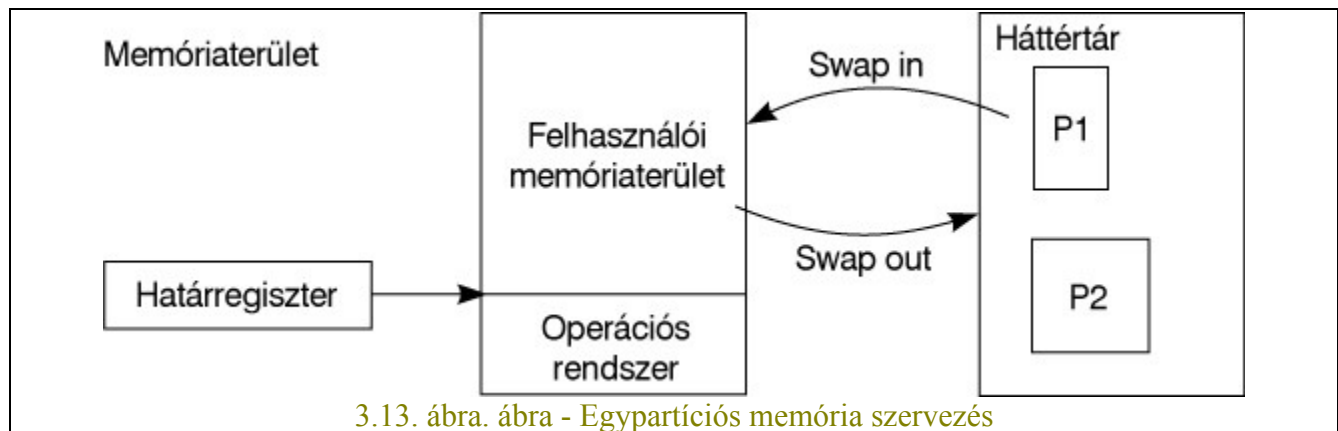 Memóriaterület
Felhasználói
memóriaterület
Swap in
Háttértár
P1
Swap out
P2
Határregiszter
Operációs
rendszer
3.13. ábra. ábra - Egypartíciós memória szervezés